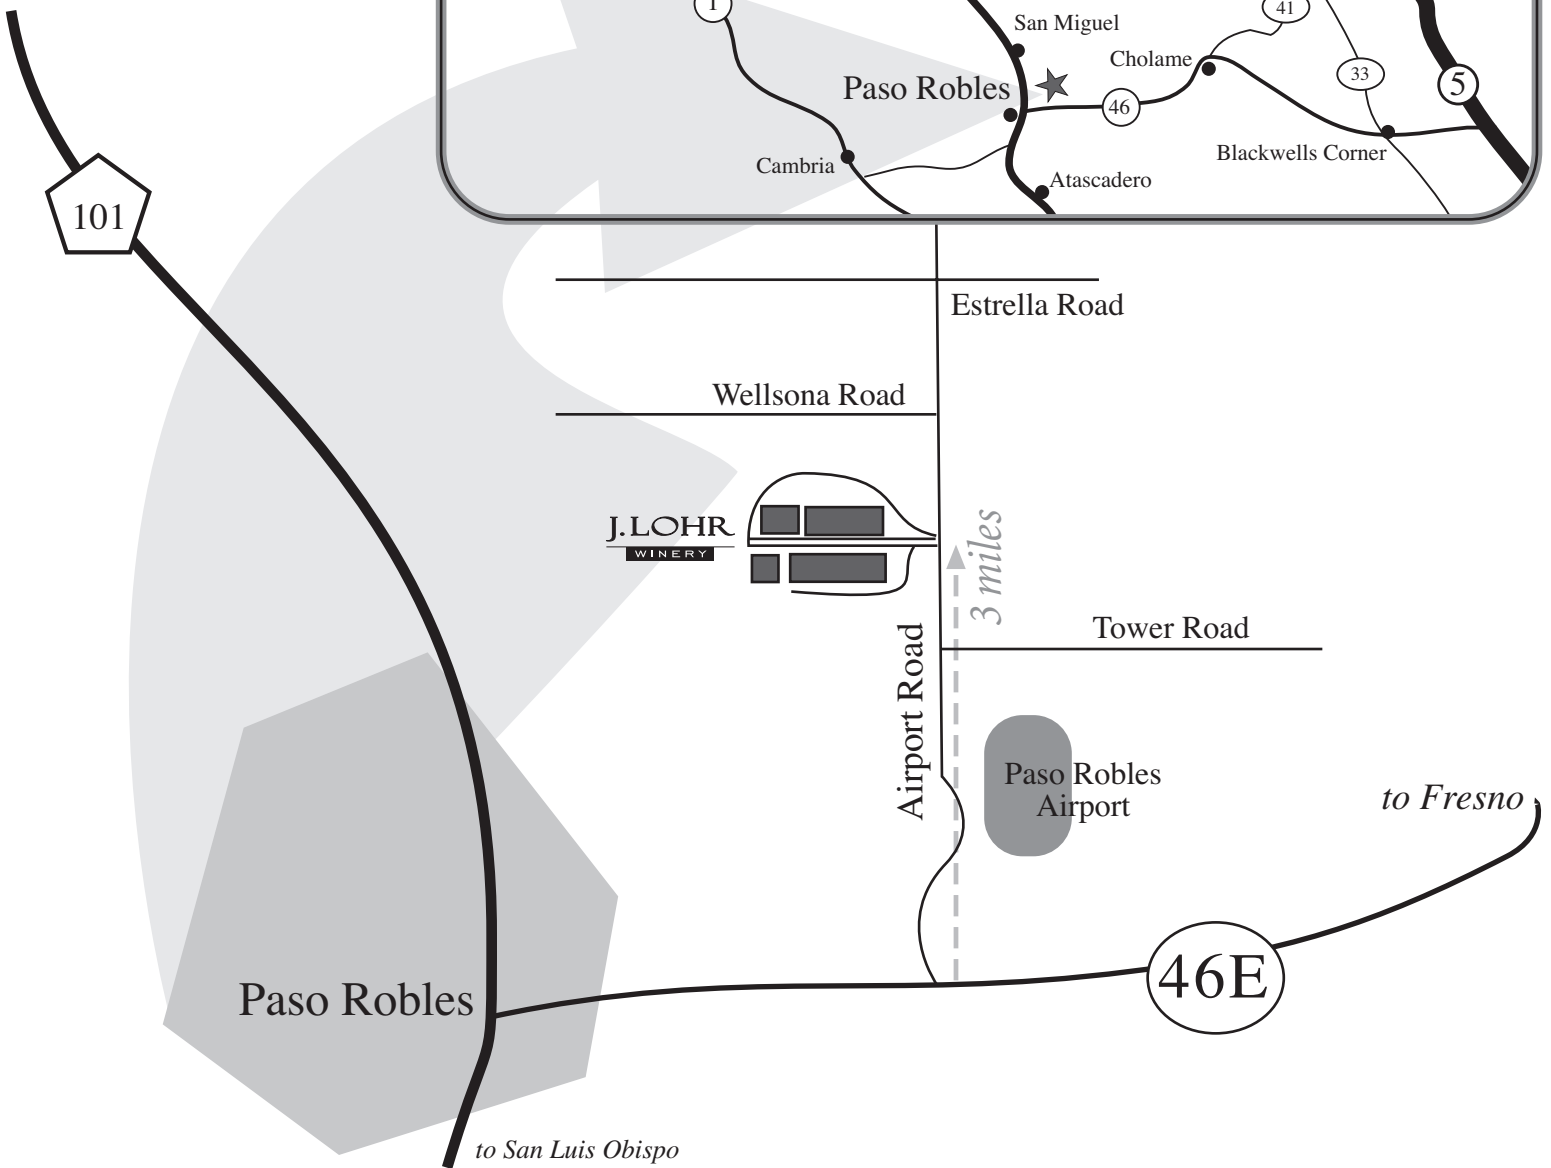 1
San Miguel
41
Cholame
33
5
Paso Robles
46
Blackwells Corner
Cambria
Atascadero
101
Estrella Road
Wellsona Road
J. LOHR
WINERY
3 miles
Tower Road
Airport Road
Paso Robles
Airport
to Fresno
46E
Paso Robles
to San Luis Obispo